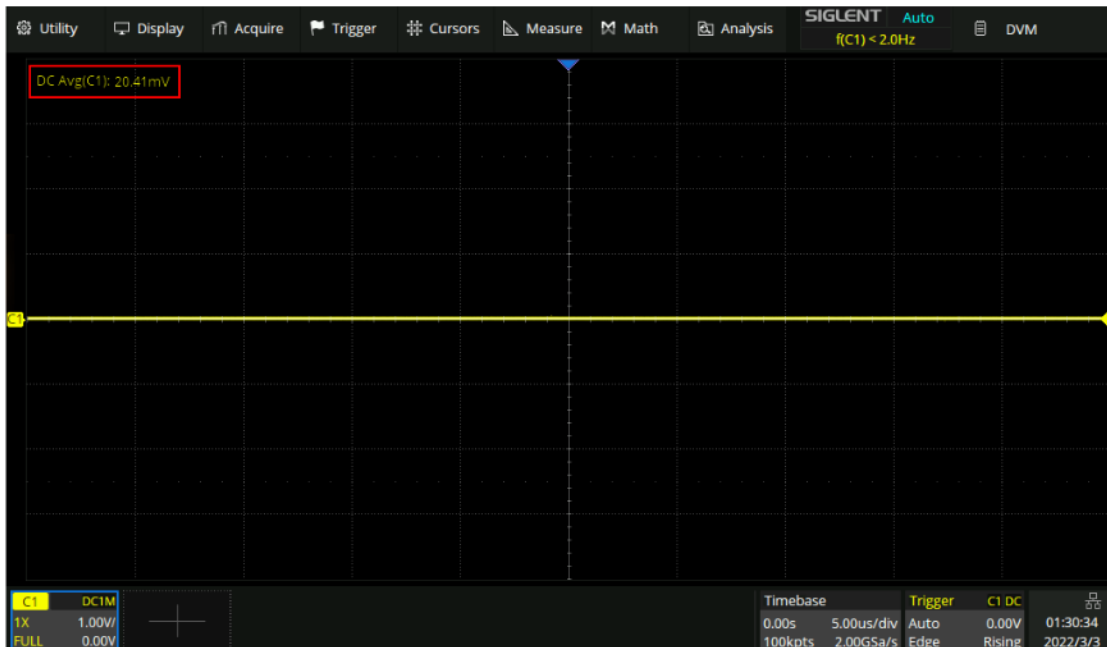 Utility Display Acquire Trigger Cursors Measure Math Analysis SIGLENT Auto DVM
f(C1) < 2.0Hz
DC Avg(C1): 20.41mV
C1
C1 DC1M Timebase Trigger C1 DC
1X 1.00V/ 0.00s 5.00us/div Auto 0.00V 01:30:34
FULL 0.00V 100kpts 2.00GSa/s Edge Rising 2022/3/3